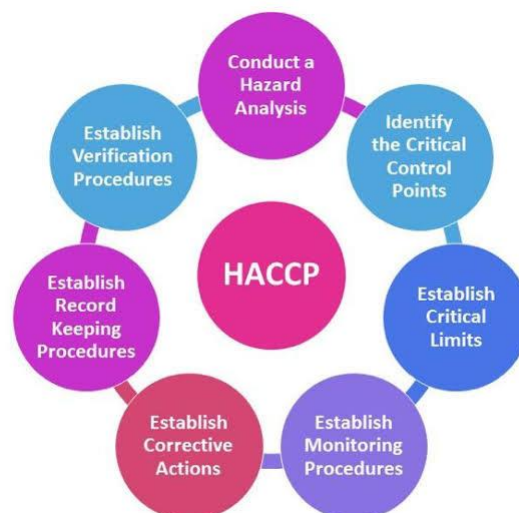 Conduct a
Hazard
Analysis
Identify
the Critical
Control
Points
Establish
Critical
Limits
Establish
Monitoring
Procedures
Establish
Corrective
Actions
Establish
Record
Keeping
Procedures
Establish
Verification
Procedures
HACCP